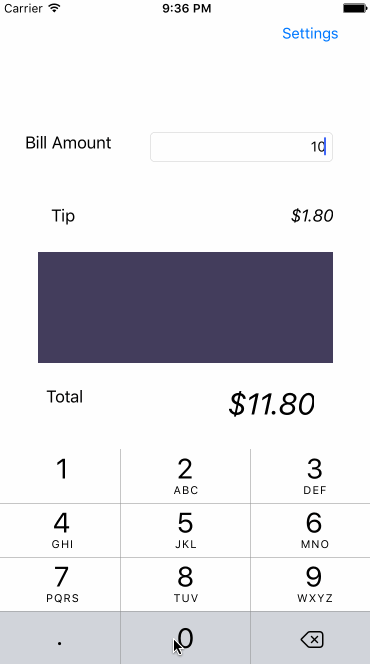 Carrier 9:36 PM
Settings
Bill Amount 10
Tip $1.80
Total $11.80
1 2 3
ABC DEF
4 5 6
GHI JKL MNO
7 8 9
PQRS TUV WXYZ
. 0